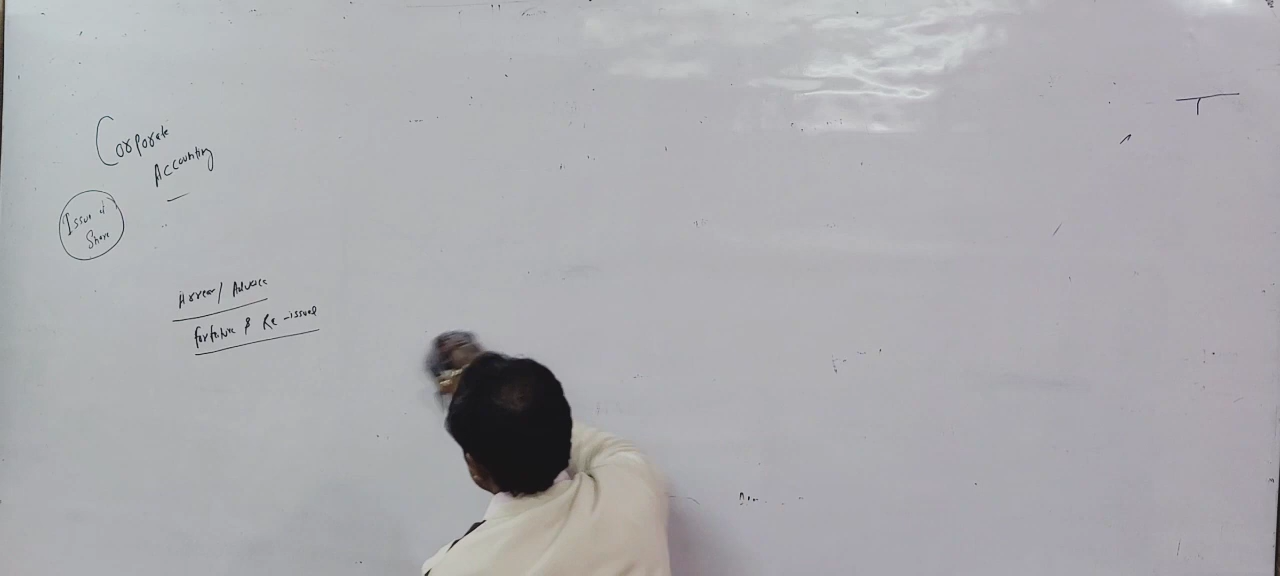 Corporate
Accounting
Issue of
Share
Arrear/ Advance
Forfeiture & Re-issued